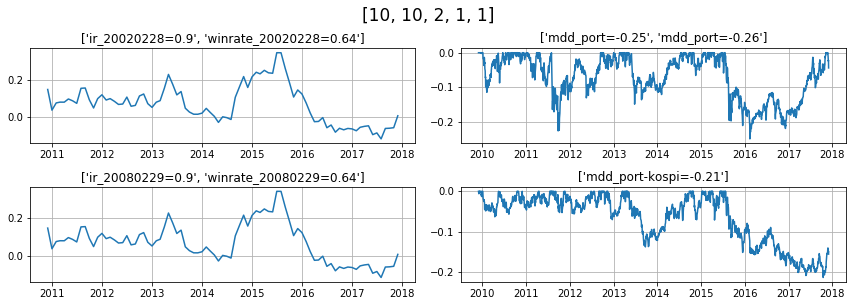 [10, 10, 2, 1, 1]
['ir_20020228=0.9', 'winrate_20020228=0.64']
0.2
0.0
2011 2012 2013 2014 2015 2016 2017 2018
['mdd_port=-0.25', 'mdd_port=-0.26']
0.0
−0.1
−0.2
2010 2011 2012 2013 2014 2015 2016 2017 2018
['ir_20080229=0.9', 'winrate_20080229=0.64']
0.2
0.0
2011 2012 2013 2014 2015 2016 2017 2018
['mdd_port-kospi=-0.21']
0.0
−0.1
−0.2
2010 2011 2012 2013 2014 2015 2016 2017 2018